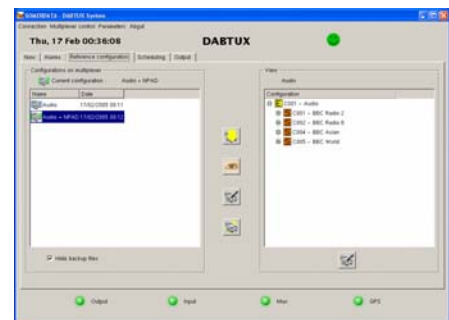 SOMERDATA - DABTUX System
Connection Multiplexer control Parameters About
Thu, 17 Feb 00:36:08
DABTUX
View Alarms Reference configuration Scheduling Output
Configurations on multiplexer
Current configuration Audio + NPAD
Name Date
Audio 17/02/2005 00:11
Audio + NPAD 17/02/2005 00:12
Hide backup files
View
Audio
Configuration
C001 - Audio
C001 - BBC Radio 2
C002 - BBC Radio 6
C004 - BBC Asian
C005 - BBC World
Output
Input
Mux
GPS